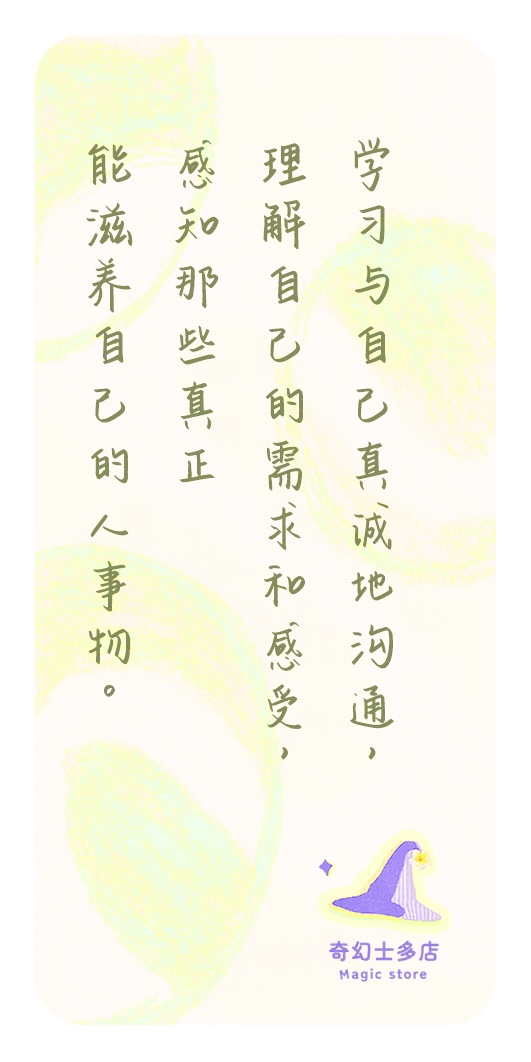 学习与自己真诚地沟通，
理解自己的需求和感受，
感知那些真正
能滋养自己的人事物。
奇幻士多店
Magic store